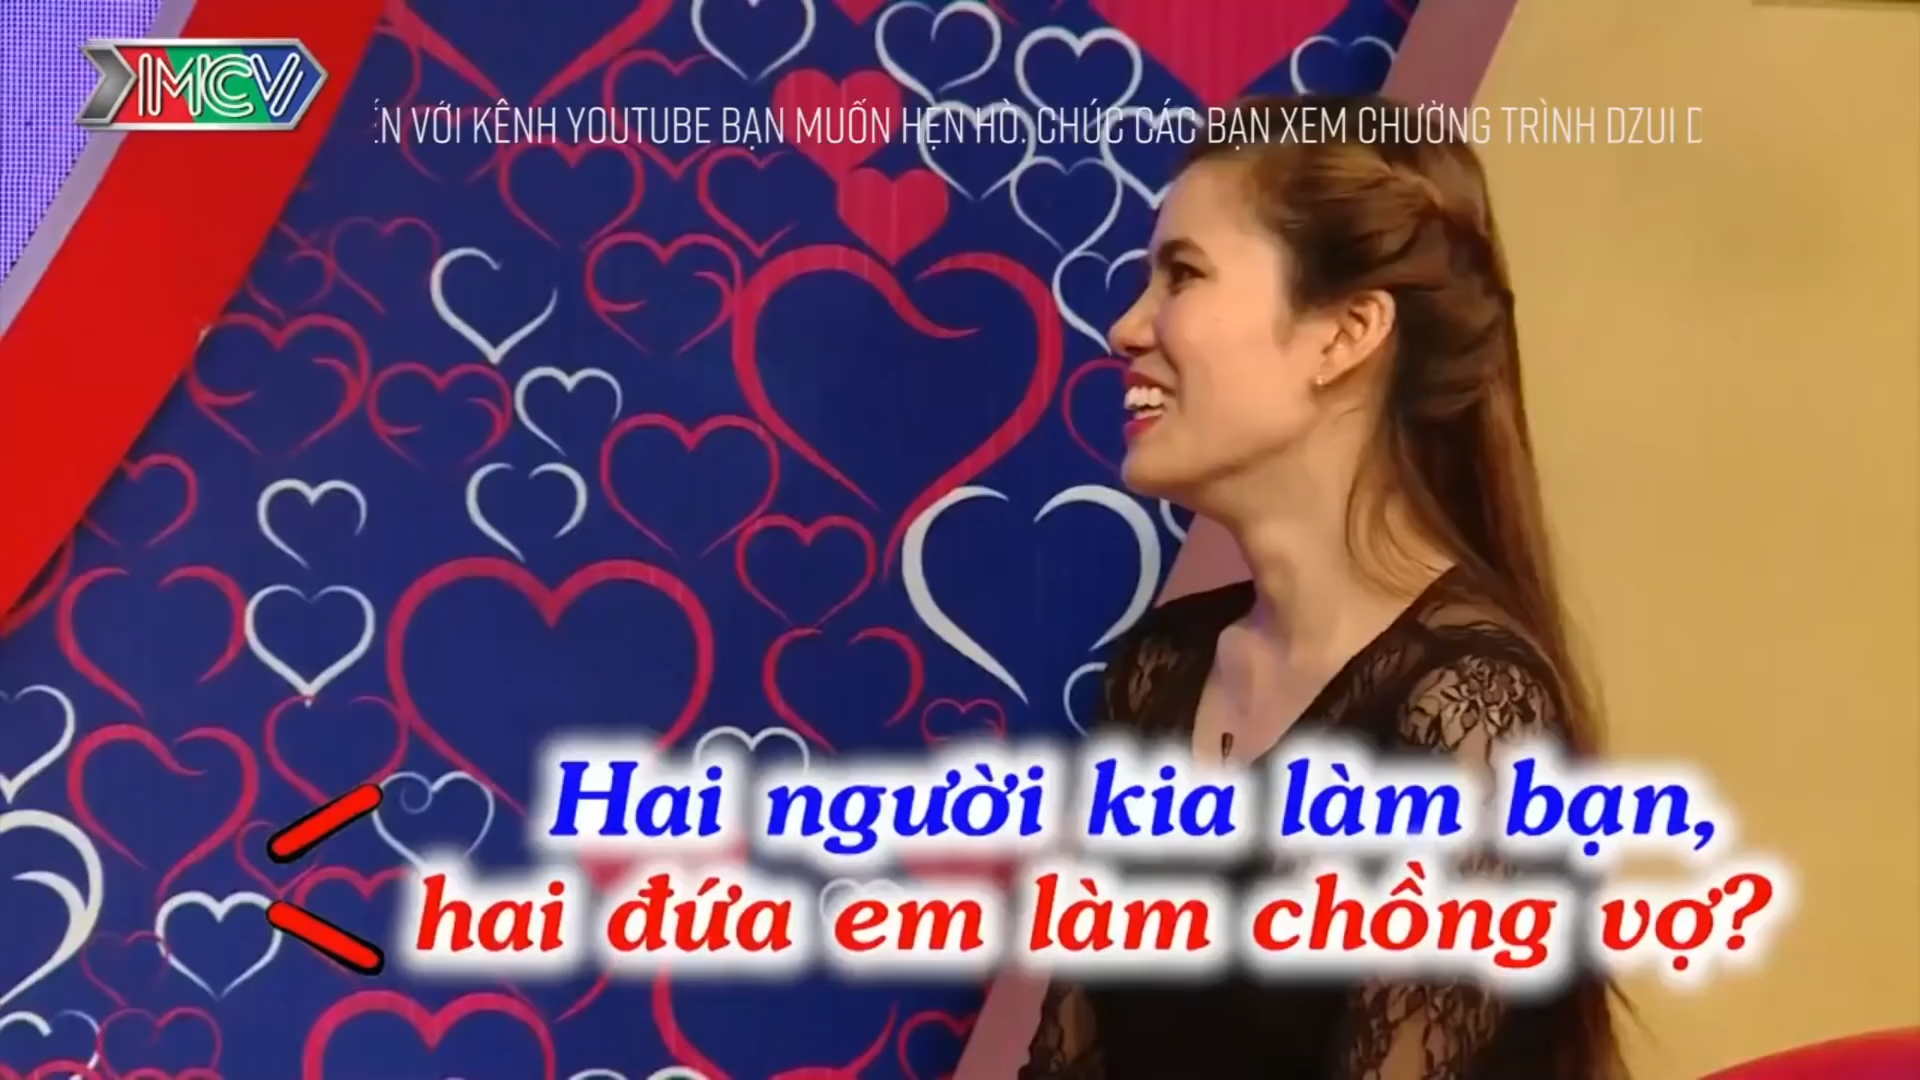 MCV
VỚI KÊNH YOUTUBE BẠN MUỐN HẸN HÒ. CHÚC CÁC BẠN XEM CHƯỜNG TRÌNH DZUI
Hai người kia làm bạn,
hai đứa em làm chồng vợ?